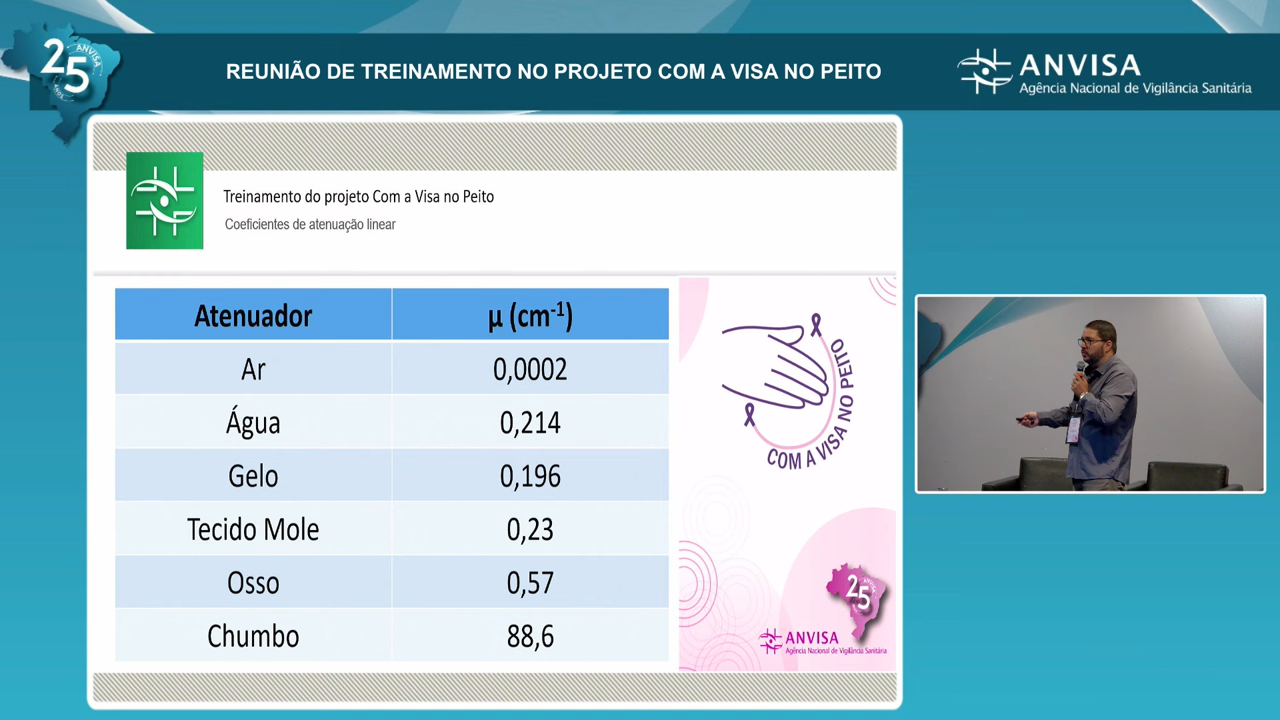 25
ANVISA
REUNIÃO DE TREINAMENTO NO PROJETO COM A VISA NO PEITO
ANVISA
Agência Nacional de Vigilância Sanitária
Treinamento do projeto Com a Visa no Peito
Coeficientes de atenuação linear
Atenuador μ (cm⁻¹)
Ar 0,0002
Água 0,214
Gelo 0,196
Tecido Mole 0,23
Osso 0,57
Chumbo 88,6
COM A VISA NO PEITO
25
ANVISA
Agência Nacional de Vigilância Sanitária